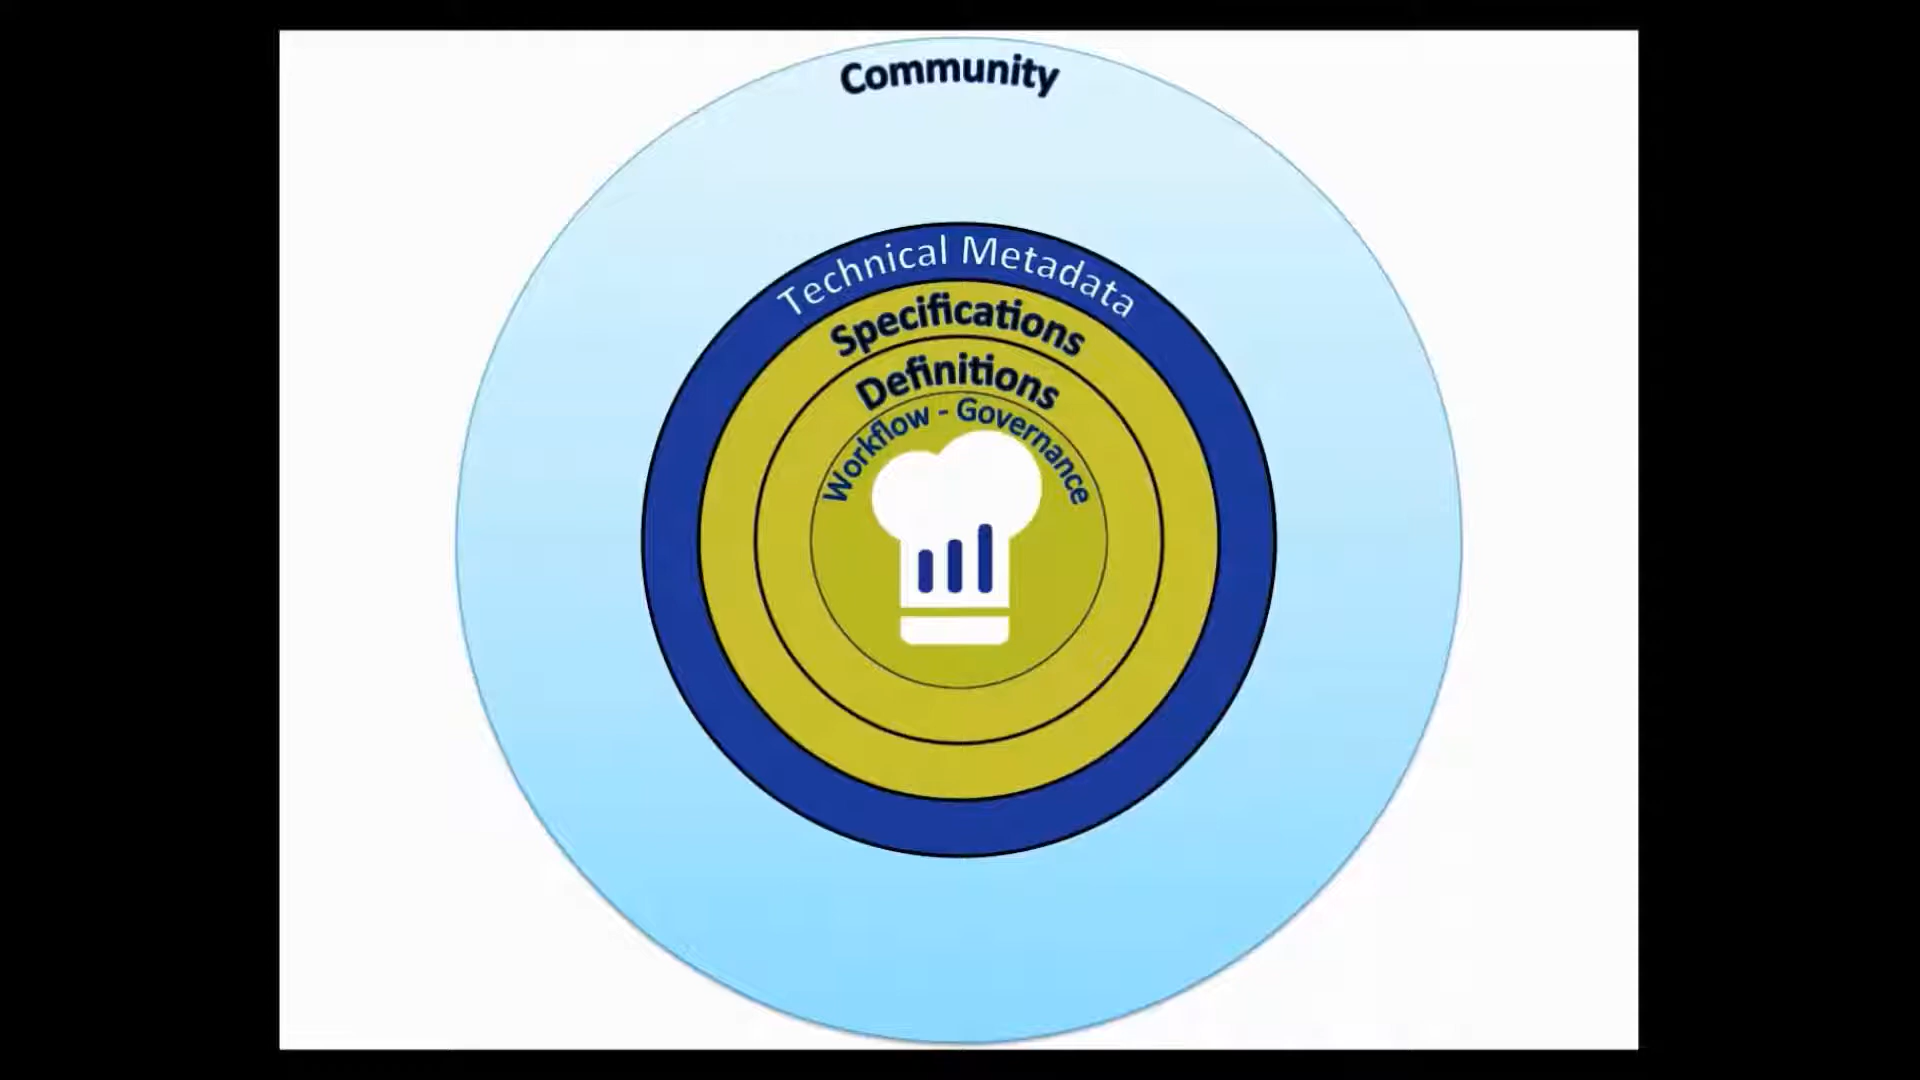 Community
Technical Metadata
Specifications
Definitions
Workflow - Governance